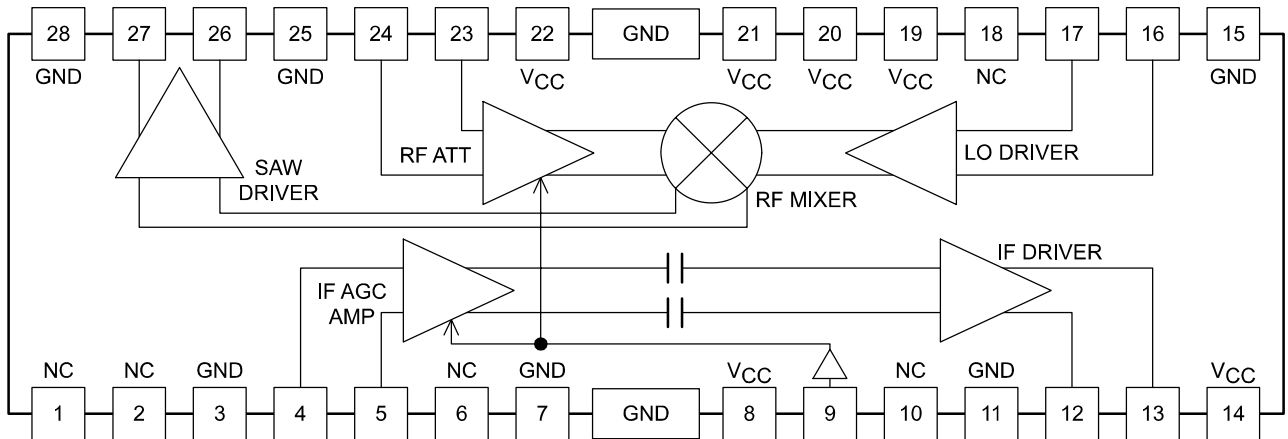 28 27 26 25 24 23 22 GND 21 20 19 18 17 16 15
GND GND VCC VCC VCC VCC NC GND
RF ATT
LO DRIVER
SAW
DRIVER
RF MIXER
IF DRIVER
IF AGC
AMP
NC NC GND NC GND VCC NC GND VCC
1 2 3 4 5 6 7 GND 8 9 10 11 12 13 14